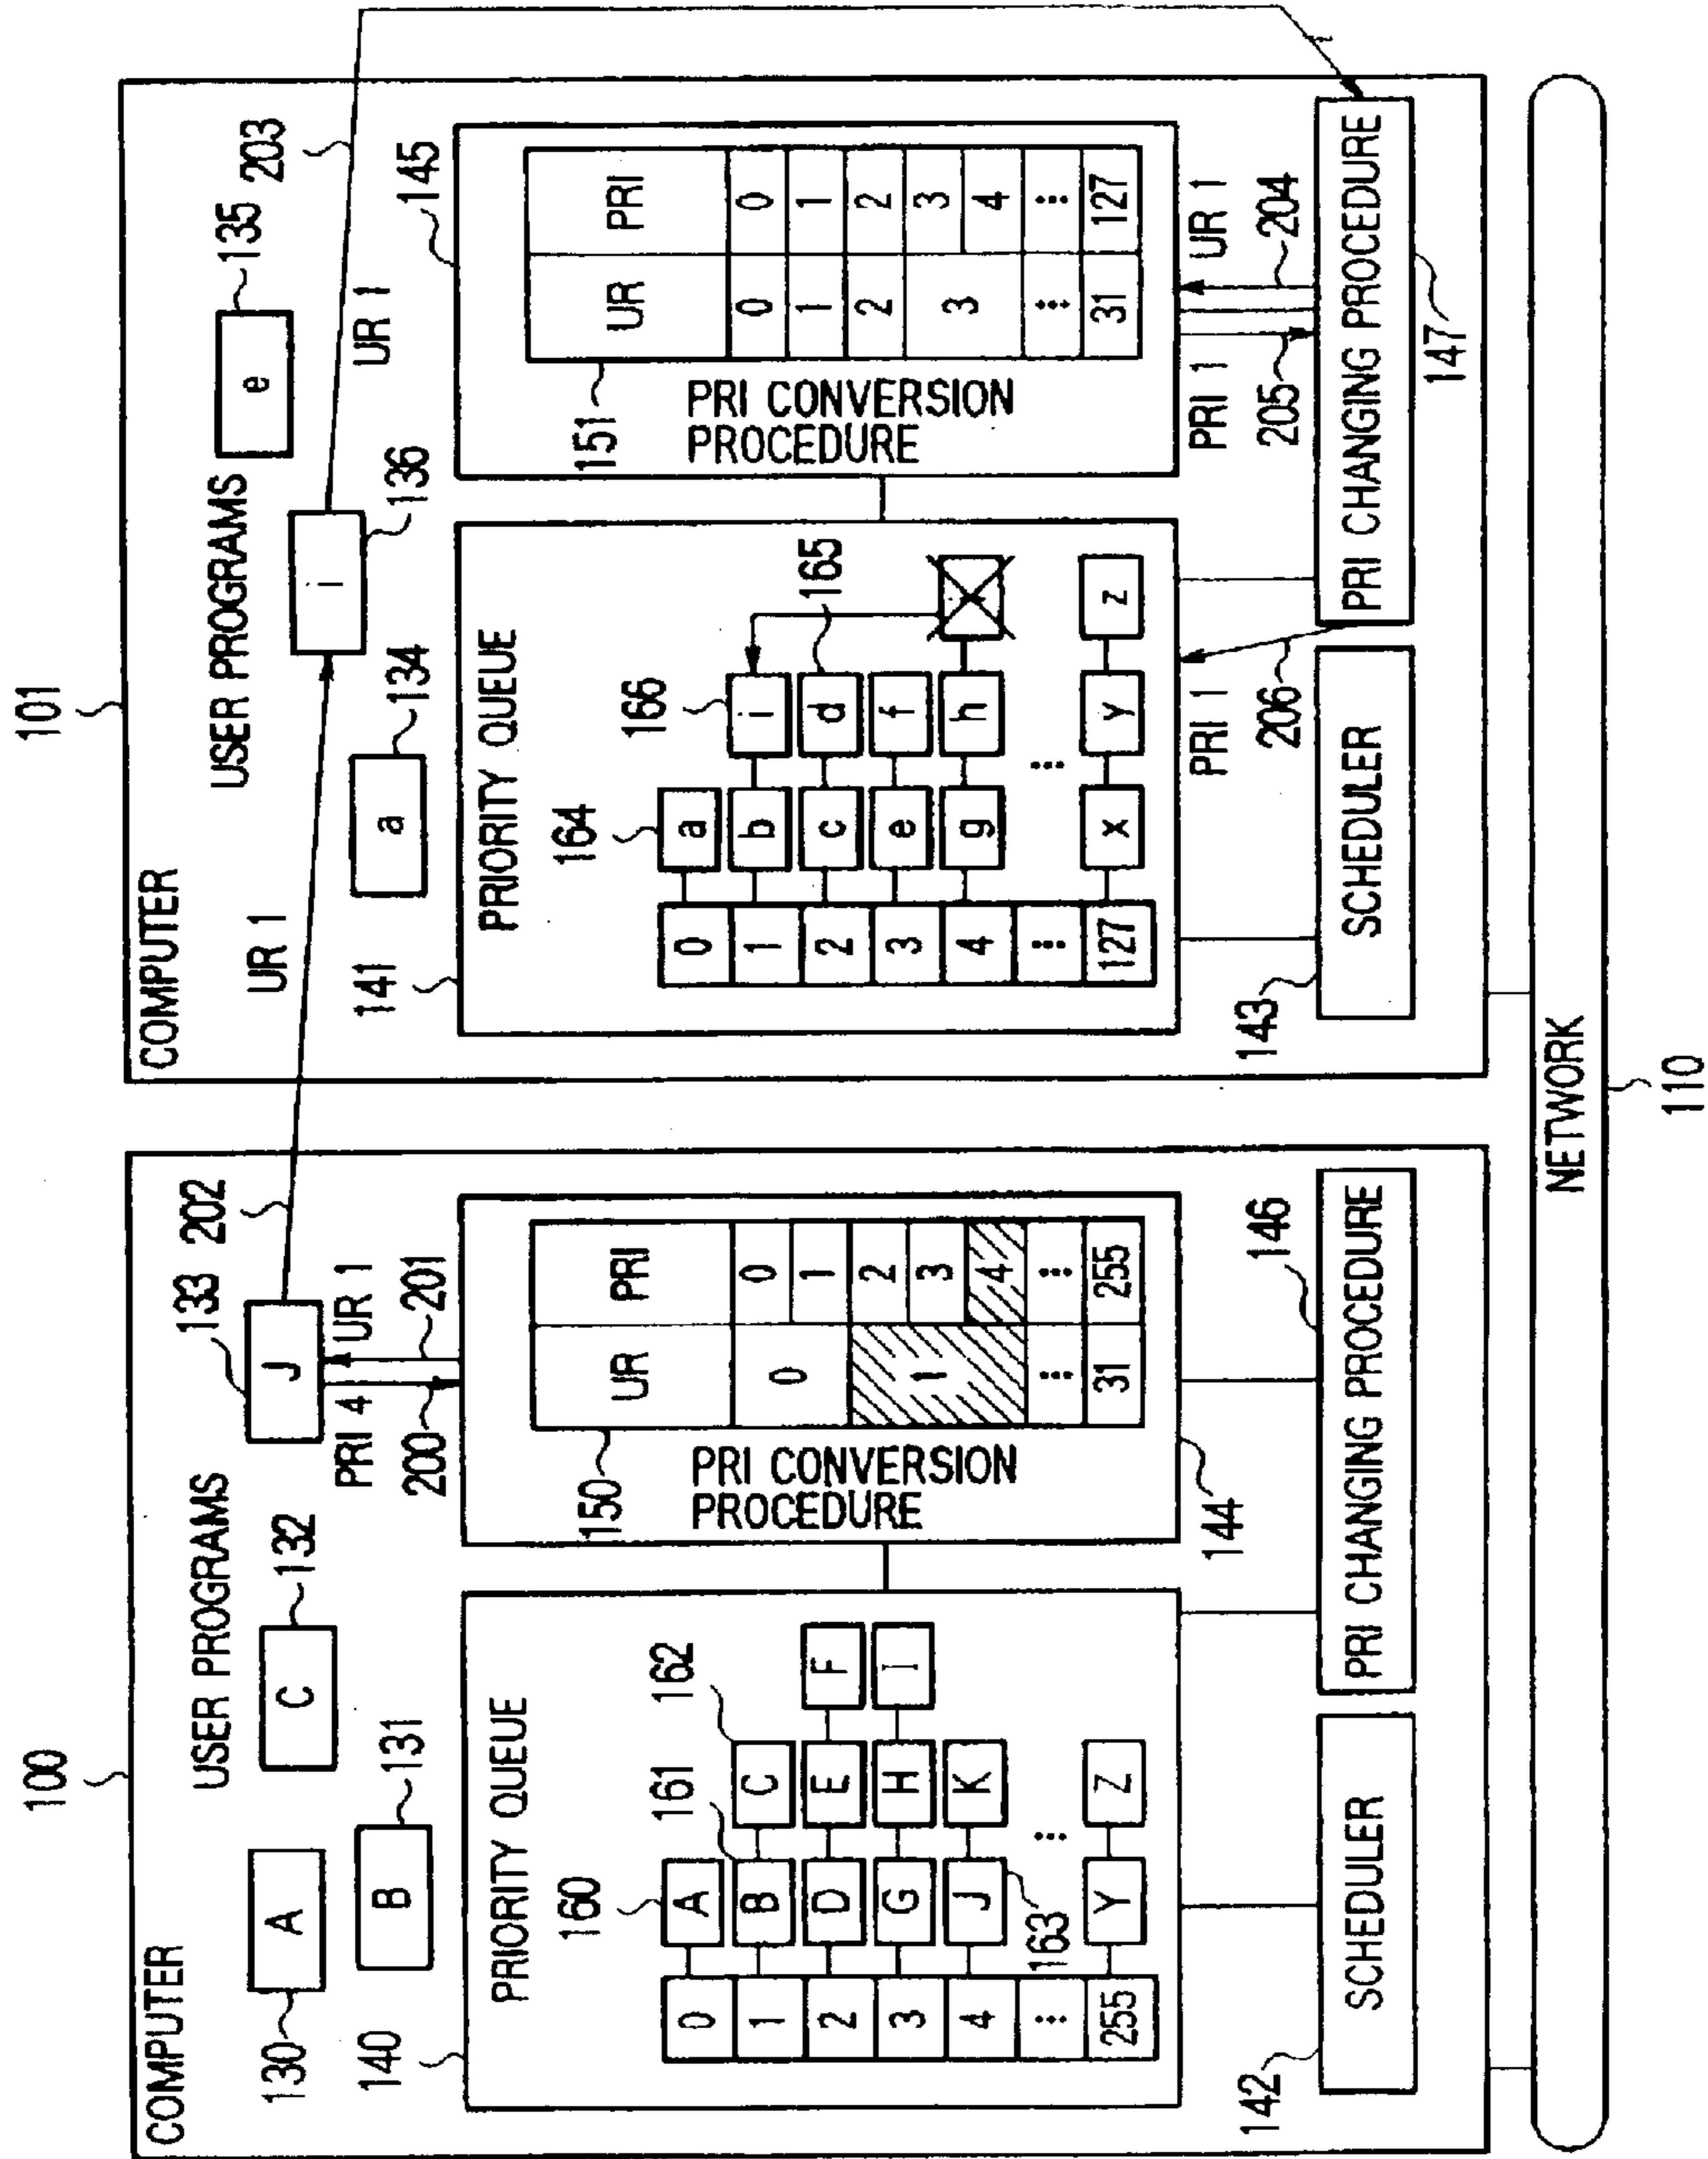 100
COMPUTER
USER PROGRAMS
A
130
B
131
C
132
J
133
PRI 4
200
UR 1
201
202
140
PRIORITY QUEUE
160
161
162
0 A
1 B C
2 D E F
3 G H I
4 J K
163
... ...
255 Y Z
150
UR PRI
0 0
1
1 2
3
4
... ...
31 255
PRI CONVERSION
PROCEDURE
144
142
SCHEDULER
146
PRI CHANGING PROCEDURE
101
COMPUTER
USER PROGRAMS
UR 1
a
134
i
136
e
135
UR 1
203
141
PRIORITY QUEUE
164
166
165
0 a
1 b i
2 c d
3 e f
4 g h
... ...
127 x y z
145
151
UR PRI
0 0
1 1
2 2
3 3
4
... ...
31 127
PRI CONVERSION
PROCEDURE
PRI 1
206
PRI 1
205
UR 1
204
143
SCHEDULER
PRI CHANGING PROCEDURE
147
NETWORK
110